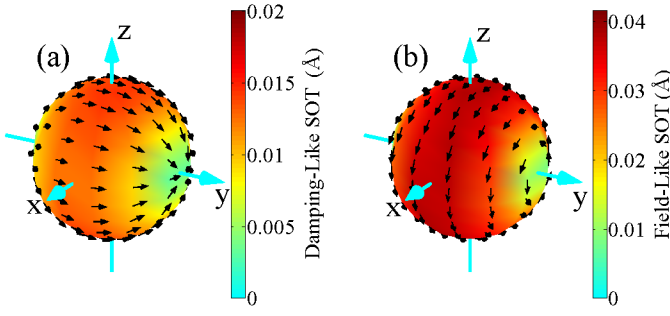 (a)
z
y
x
0.02
0.015
0.01
0.005
0
Damping-Like SOT (Å)
(b)
z
y
x
0.04
0.03
0.02
0.01
0
Field-Like SOT (Å)